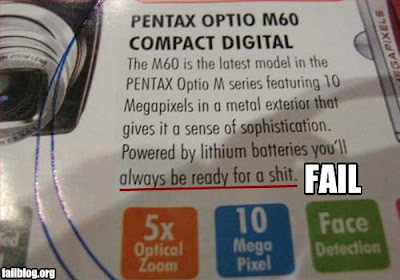 PENTAX OPTIO M60
COMPACT DIGITAL
The M60 is the latest model in the
PENTAX Optio M series featuring 10
Megapixels in a metal exterior that
gives it a sense of sophistication.
Powered by lithium batteries you'll
always be ready for a shit.
FAIL
5x
Optical
Zoom
10
Mega
Pixel
Face
Detection
MEGAPIXELS
failblog.org